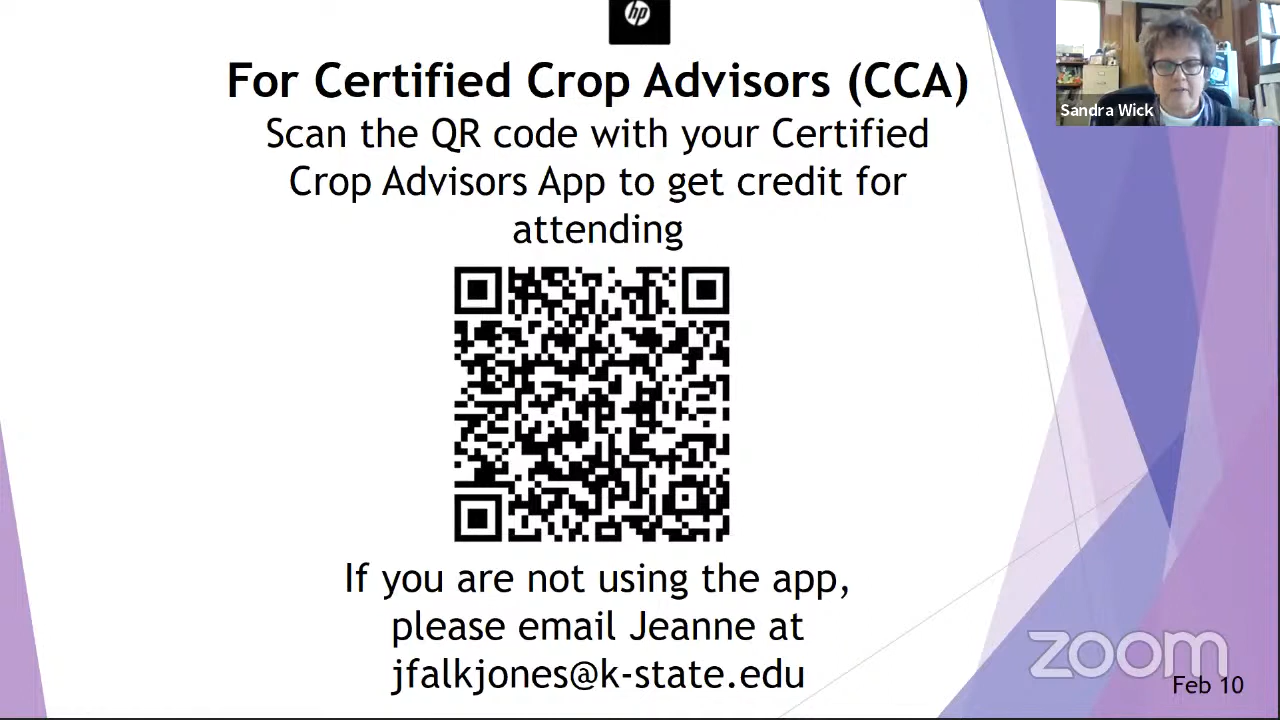 hp
For Certified Crop Advisors (CCA)
Scan the QR code with your Certified
Crop Advisors App to get credit for
attending
If you are not using the app,
please email Jeanne at
jfalkjones@k-state.edu
Sandra Wick
zoom
Feb 10